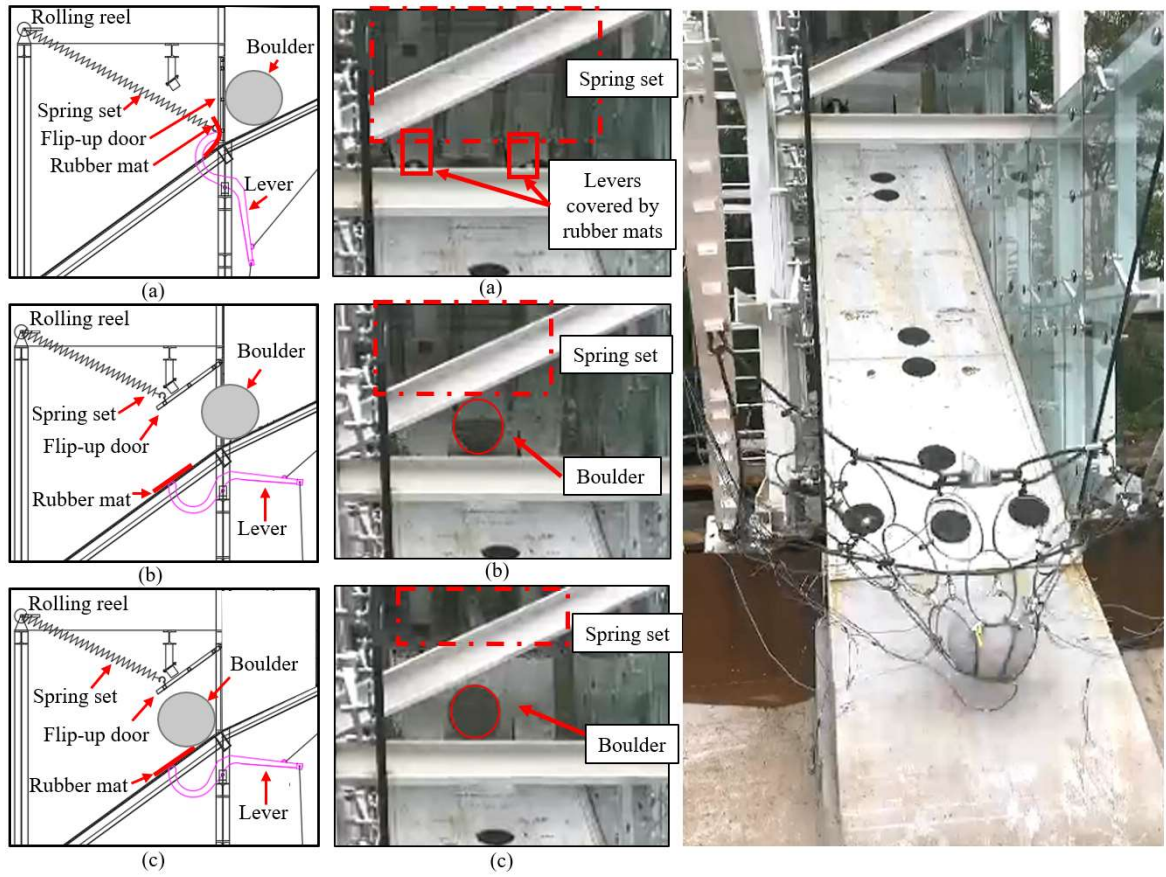 Rolling reel
Boulder
Spring set
Flip-up door
Rubber mat
Lever
(a)
Spring set
Levers
covered by
rubber mats
(a)
Rolling reel
Boulder
Spring set
Flip-up door
Rubber mat
Lever
(b)
Spring set
Boulder
(b)
Rolling reel
Boulder
Spring set
Flip-up door
Rubber mat
Lever
(c)
Spring set
Boulder
(c)